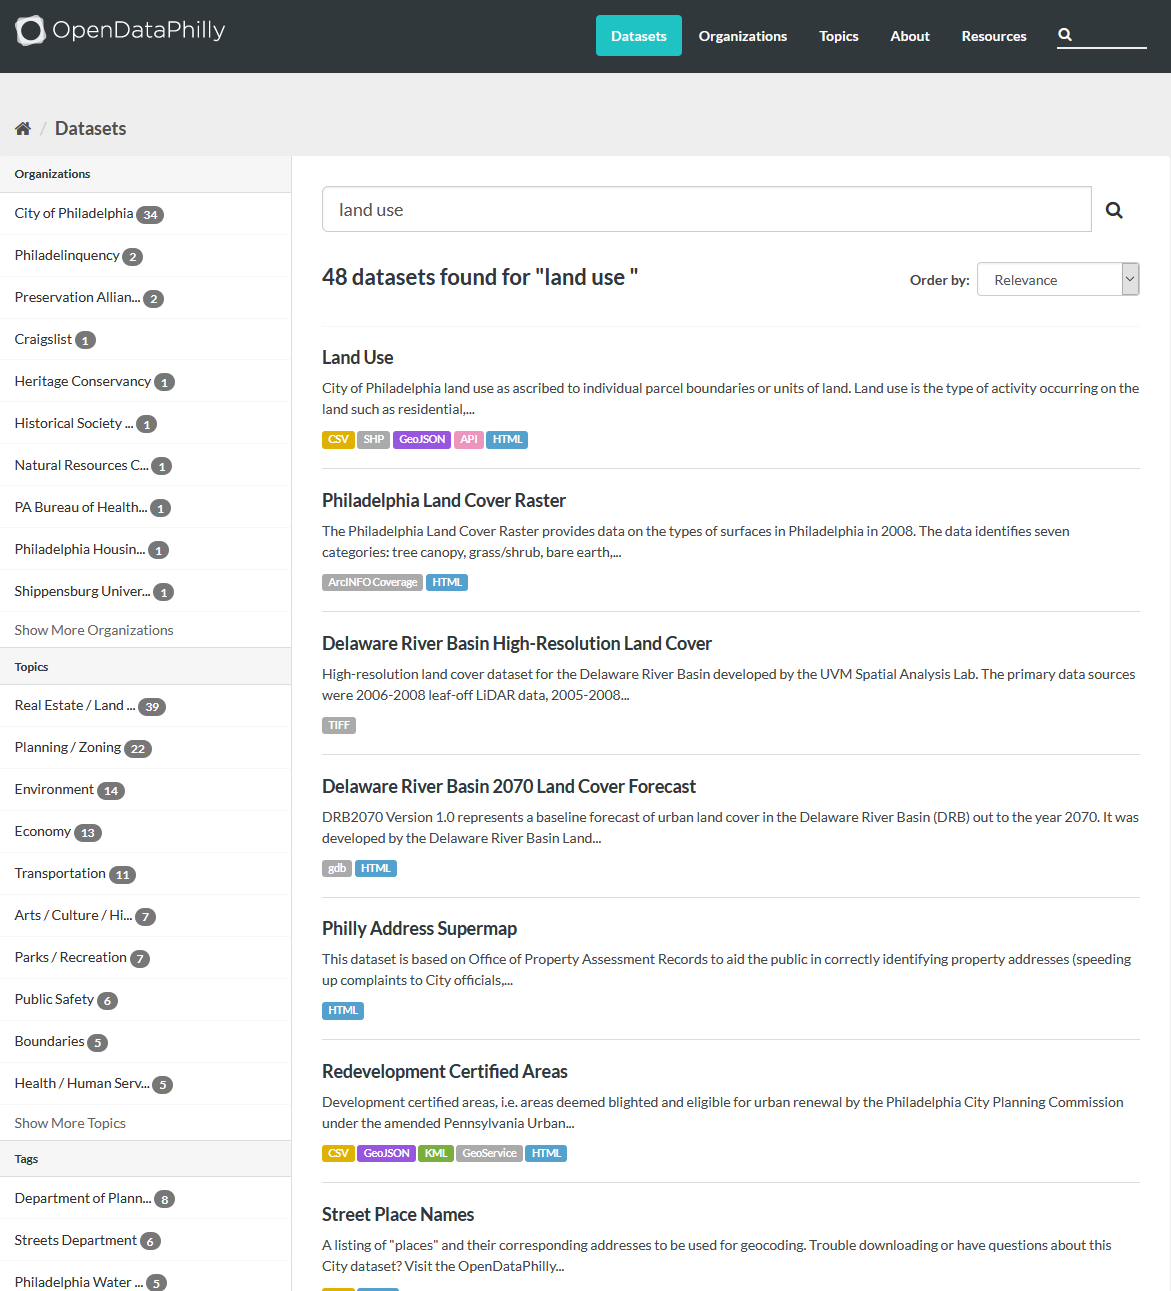 OpenDataPhilly
Datasets Organizations Topics About Resources
/ Datasets
Organizations
City of Philadelphia 34
Philadelinquency 2
Preservation Allian... 2
Craigslist 1
Heritage Conservancy 1
Historical Society ... 1
Natural Resources C... 1
PA Bureau of Health... 1
Philadelphia Housin... 1
Shippensburg Univer... 1
Show More Organizations
Topics
Real Estate / Land ... 39
Planning / Zoning 22
Environment 14
Economy 13
Transportation 11
Arts / Culture / Hi... 7
Parks / Recreation 7
Public Safety 6
Boundaries 5
Health / Human Serv... 5
Show More Topics
Tags
Department of Plann... 8
Streets Department 6
Philadelphia Water ... 5
land use
48 datasets found for "land use "
Order by: Relevance
Land Use
City of Philadelphia land use as ascribed to individual parcel boundaries or units of land. Land use is the type of activity occurring on the
land such as residential,...
CSV SHP GeoJSON API HTML
Philadelphia Land Cover Raster
The Philadelphia Land Cover Raster provides data on the types of surfaces in Philadelphia in 2008. The data identifies seven
categories: tree canopy, grass/shrub, bare earth,...
ArcINFO Coverage HTML
Delaware River Basin High-Resolution Land Cover
High-resolution land cover dataset for the Delaware River Basin developed by the UVM Spatial Analysis Lab. The primary data sources
were 2006-2008 leaf-off LiDAR data, 2005-2008...
TIFF
Delaware River Basin 2070 Land Cover Forecast
DRB2070 Version 1.0 represents a baseline forecast of urban land cover in the Delaware River Basin (DRB) out to the year 2070. It was
developed by the Delaware River Basin Land...
gdb HTML
Philly Address Supermap
This dataset is based on Office of Property Assessment Records to aid the public in correctly identifying property addresses (speeding
up complaints to City officials,...
HTML
Redevelopment Certified Areas
Development certified areas, i.e. areas deemed blighted and eligible for urban renewal by the Philadelphia City Planning Commission
under the amended Pennsylvania Urban...
CSV GeoJSON KML GeoService HTML
Street Place Names
A listing of "places" and their corresponding addresses to be used for geocoding. Trouble downloading or have questions about this
City dataset? Visit the OpenDataPhilly...